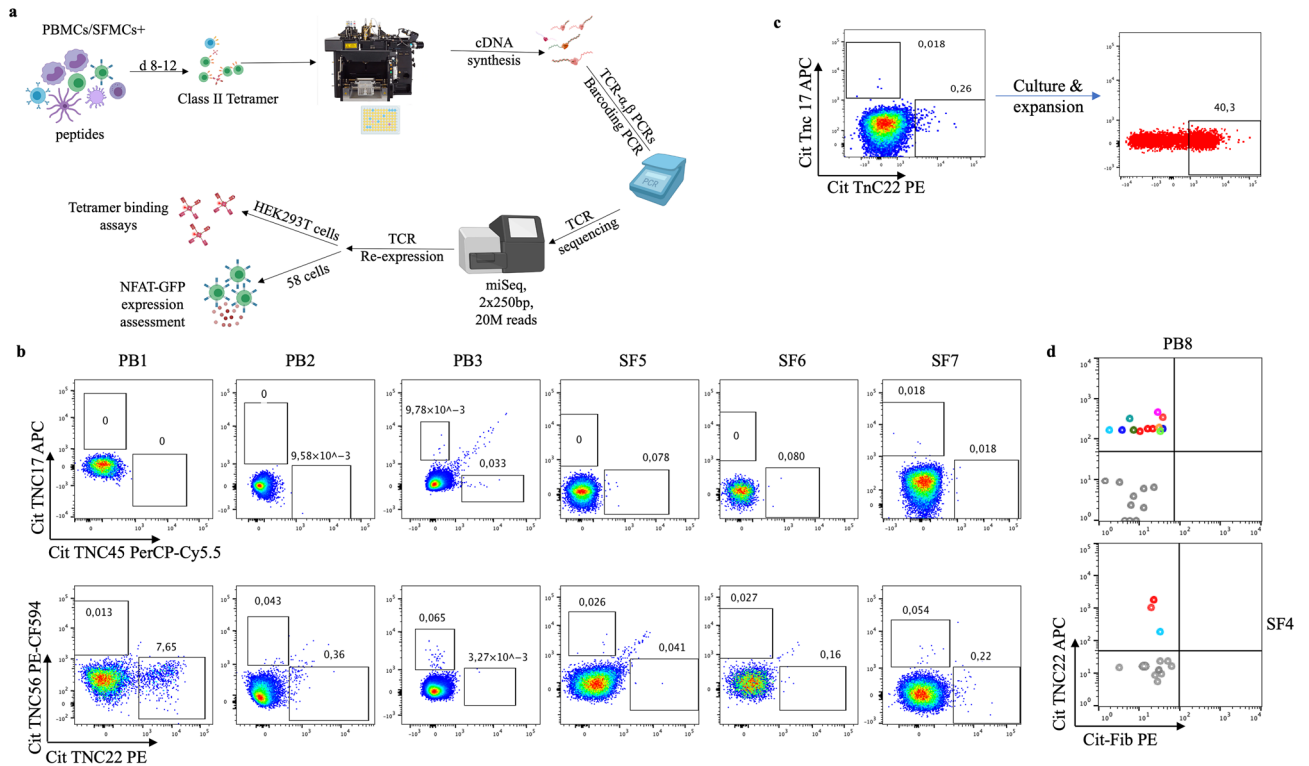 a
PBMCs/SFMCs+
d 8-12
Class II Tetramer
peptides
cDNA
synthesis
TCR-α,β PCRs
Barcoding PCR
PCR
TCR
sequencing
miSeq,
2x250bp,
20M reads
TCR
Re-expression
HEK293T cells
58 cells
Tetramer binding
assays
NFAT-GFP
expression
assessment
c
Cit Tnc 17 APC
0,018
0,26
Cit TnC22 PE
Culture &
expansion
40,3
b
PB1
PB2
PB3
SF5
SF6
SF7
Cit TNC17 APC
0
0
0
9,58×10^−3
9,78×10^−3
0,033
0
0,078
0
0,080
0,018
0,018
Cit TNC45 PerCP-Cy5.5
Cit TNC56 PE-CF594
0,013
7,65
0,043
0,36
0,065
3,27×10^−3
0,026
0,041
0,027
0,16
0,054
0,22
Cit TNC22 PE
d
PB8
SF4
Cit TNC22 APC
Cit-Fib PE